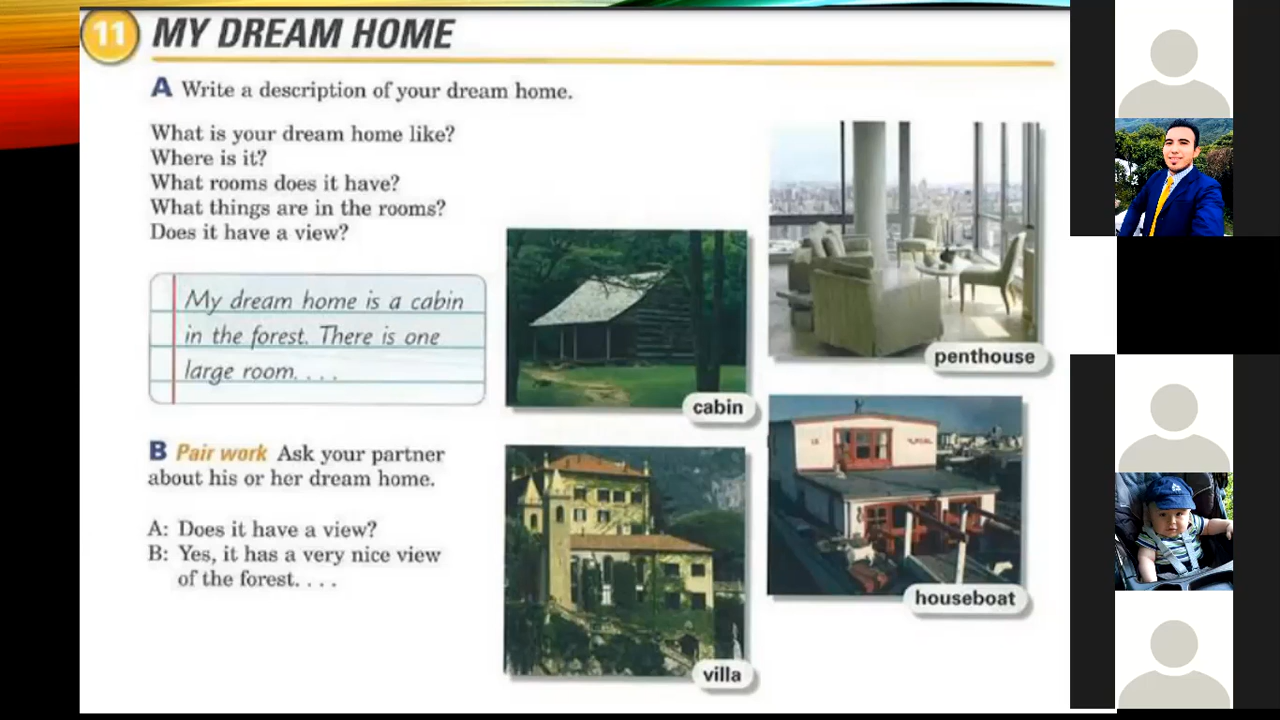 11 MY DREAM HOME
A Write a description of your dream home.
What is your dream home like?
Where is it?
What rooms does it have?
What things are in the rooms?
Does it have a view?
My dream home is a cabin
in the forest. There is one
large room. . . .
cabin
penthouse
B Pair work Ask your partner
about his or her dream home.
A: Does it have a view?
B: Yes, it has a very nice view
of the forest. . . .
houseboat
villa